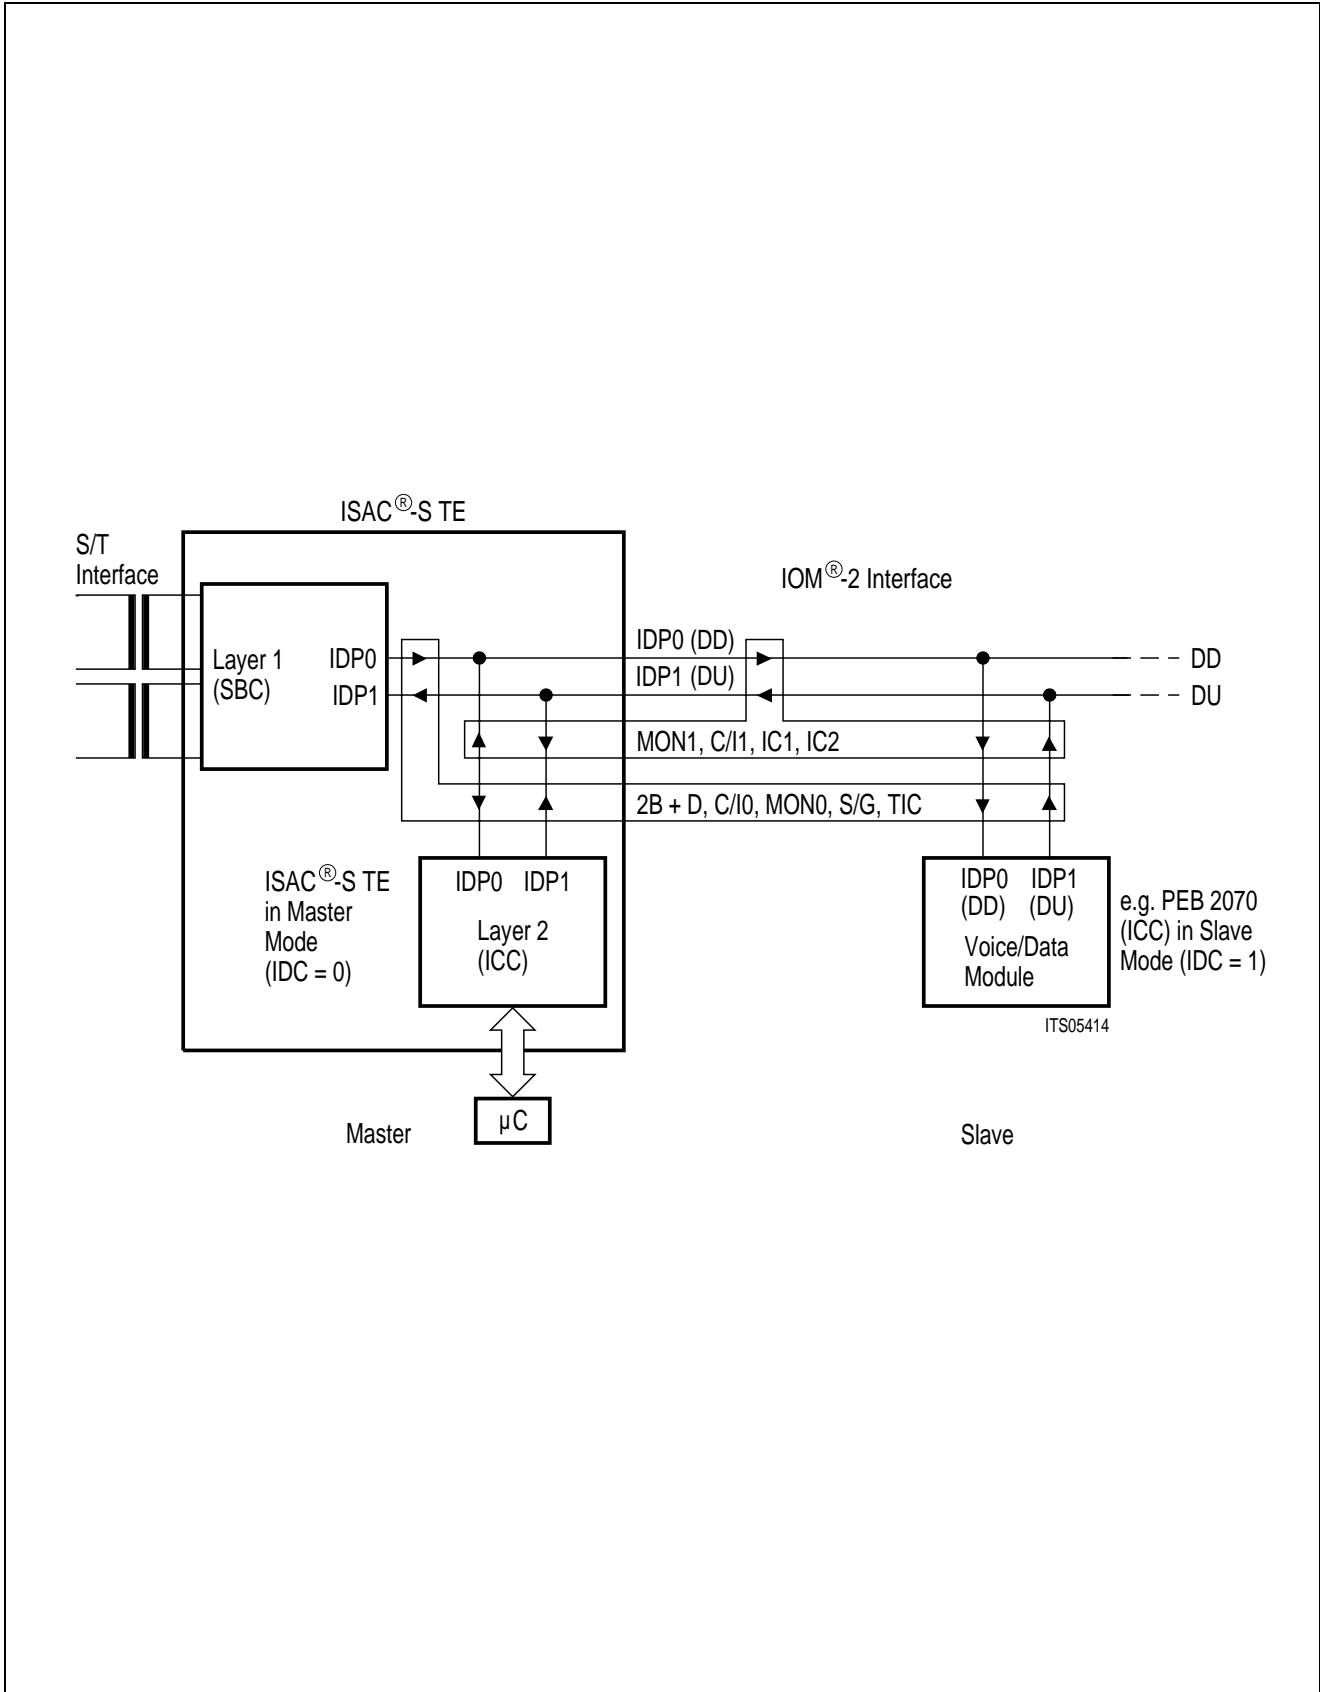 ISAC®-S TE
S/T
Interface
IOM®-2 Interface
Layer 1
(SBC)
IDP0
IDP1
IDP0 (DD)
IDP1 (DU)
DD
DU
MON1, C/I1, IC1, IC2
2B + D, C/I0, MON0, S/G, TIC
ISAC®-S TE
in Master
Mode
(IDC = 0)
IDP0 IDP1
Layer 2
(ICC)
IDP0 IDP1
(DD) (DU)
Voice/Data
Module
e.g. PEB 2070
(ICC) in Slave
Mode (IDC = 1)
ITS05414
Master
µC
Slave